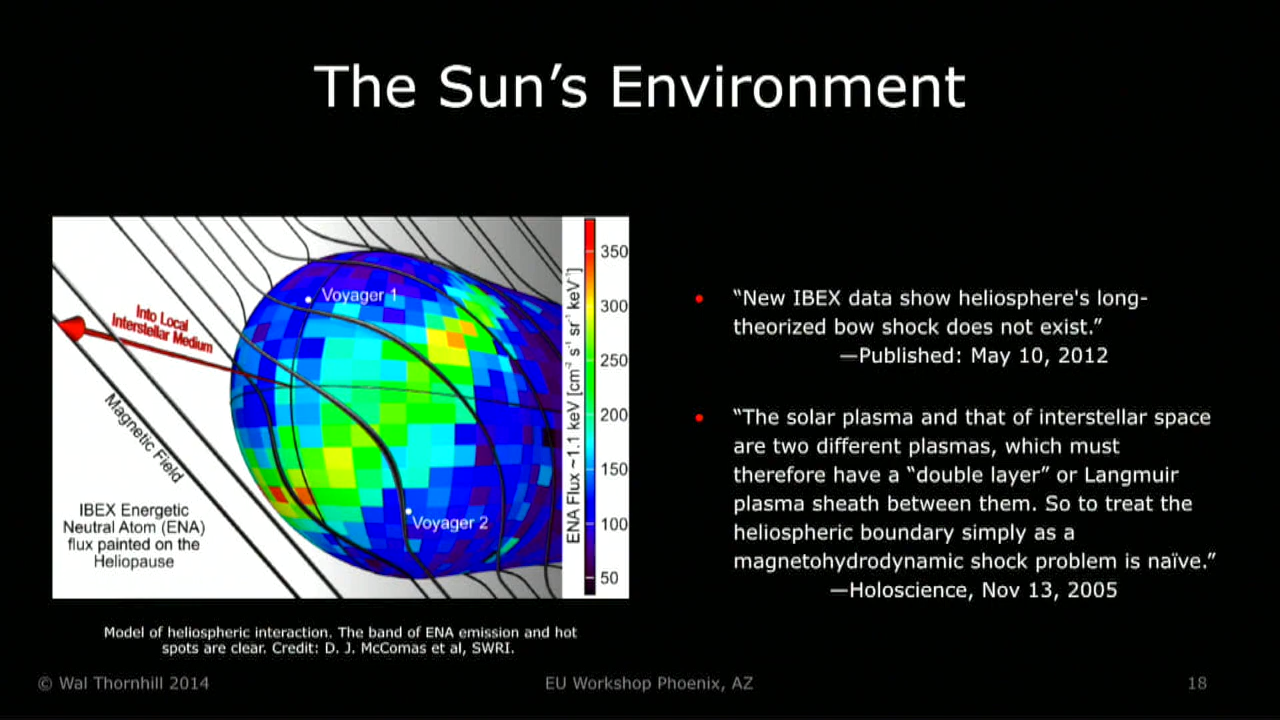 The Sun’s Environment
Into Local
Interstellar Medium
Voyager 1
Magnetic Field
Voyager 2
IBEX Energetic
Neutral Atom (ENA)
flux painted on the
Heliopause
ENA Flux ~1.1 keV [cm⁻² s⁻¹ sr⁻¹ keV⁻¹]
350
300
250
200
150
100
50
Model of heliospheric interaction. The band of ENA emission and hot
spots are clear. Credit: D. J. McComas et al, SWRI.
• “New IBEX data show heliosphere's long-
theorized bow shock does not exist.”
—Published: May 10, 2012
• “The solar plasma and that of interstellar space
are two different plasmas, which must
therefore have a “double layer” or Langmuir
plasma sheath between them. So to treat the
heliospheric boundary simply as a
magnetohydrodynamic shock problem is naïve.”
—Holoscience, Nov 13, 2005
© Wal Thornhill 2014
EU Workshop Phoenix, AZ
18